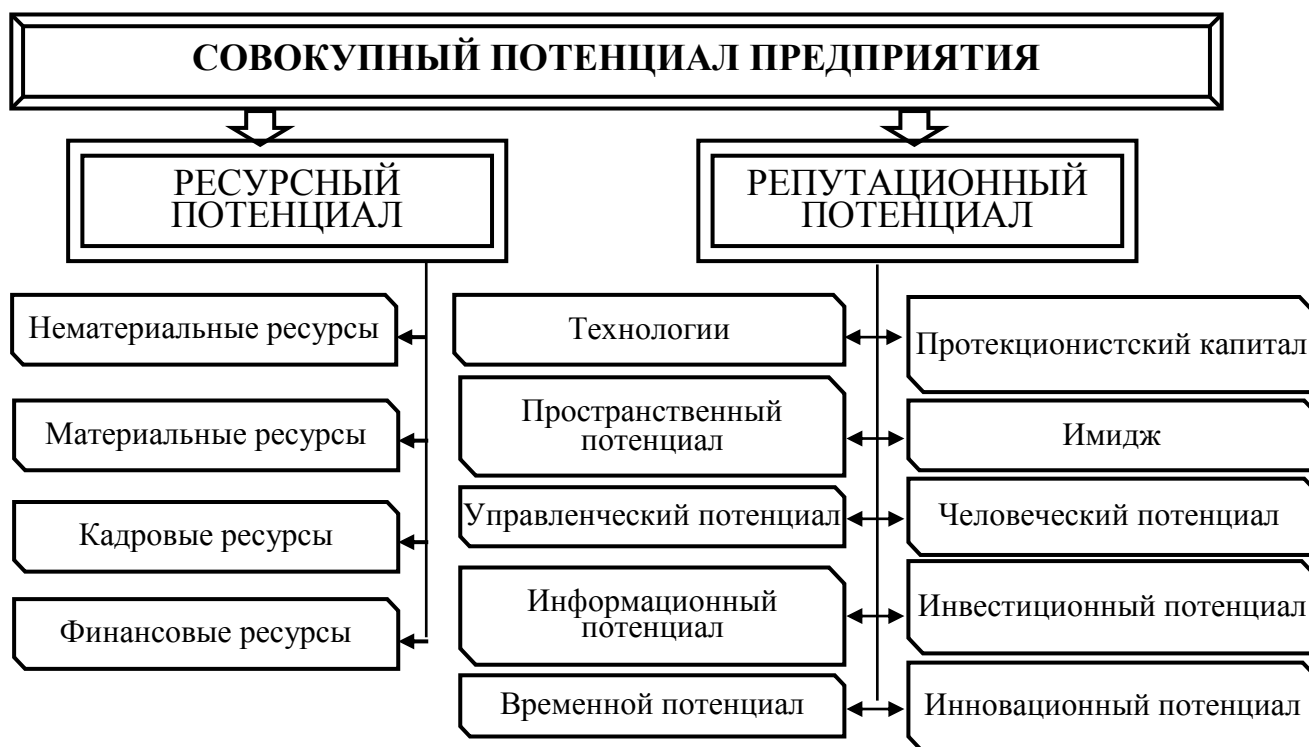 СОВОКУПНЫЙ ПОТЕНЦИАЛ ПРЕДПРИЯТИЯ
РЕСУРСНЫЙ
ПОТЕНЦИАЛ
РЕПУТАЦИОННЫЙ
ПОТЕНЦИАЛ
Нематериальные ресурсы
Материальные ресурсы
Кадровые ресурсы
Финансовые ресурсы
Технологии
Пространственный
потенциал
Управленческий потенциал
Информационный
потенциал
Временной потенциал
Протекционистский капитал
Имидж
Человеческий потенциал
Инвестиционный потенциал
Инновационный потенциал